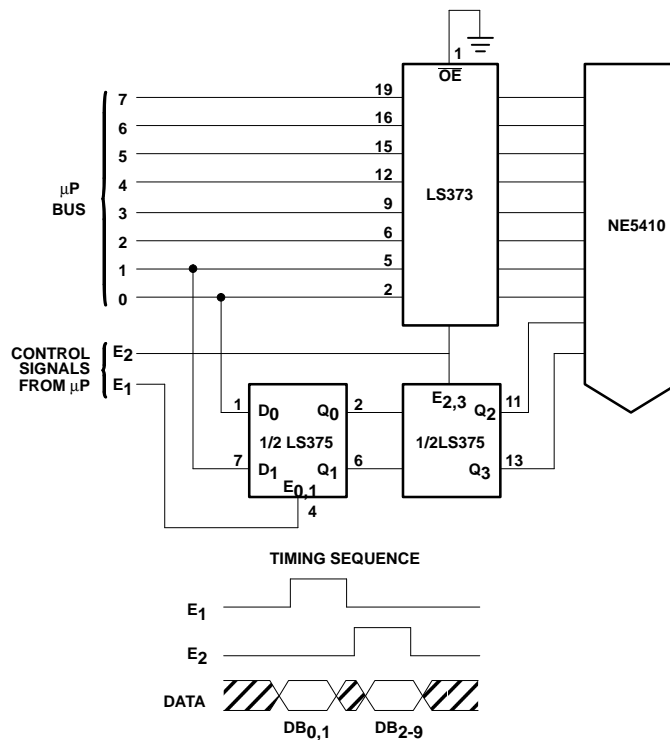 1
OE
7 19
6 16
5 15
4 12
3 9
2 6
1 5
0 2
μP
BUS
LS373
NE5410
CONTROL
SIGNALS
FROM μP
E2
E1
1 D0 Q0 2
1/2 LS375
7 D1 Q1 6
E0,1
4
E2,3
Q2 11
1/2LS375
Q3 13
TIMING SEQUENCE
E1
E2
DATA
DB0,1 DB2-9